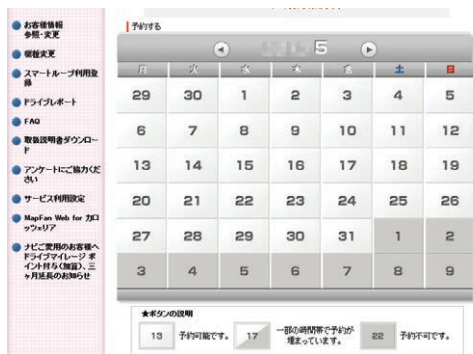 お客様情報
参照・変更
機種変更
スマートループ利用登
録
ドライブレポート
FAQ
取扱説明書ダウンロー
ド
アンケートにご協力くだ
さい
サービス利用設定
MapFan Web for カロ
ッツェリア
ナビご愛用のお客様へ
ドライブマイレージ ポ
イント付与(加算)、三
ヶ月延長のお知らせ
予約する
5
月 火 水 木 金 土 日
29 30 1 2 3 4 5
6 7 8 9 10 11 12
13 14 15 16 17 18 19
20 21 22 23 24 25 26
27 28 29 30 31 1 2
3 4 5 6 7 8 9
★ボタンの説明
13 予約可能です。 17 一部の時間帯で予約が
埋まっています。 22 予約不可です。